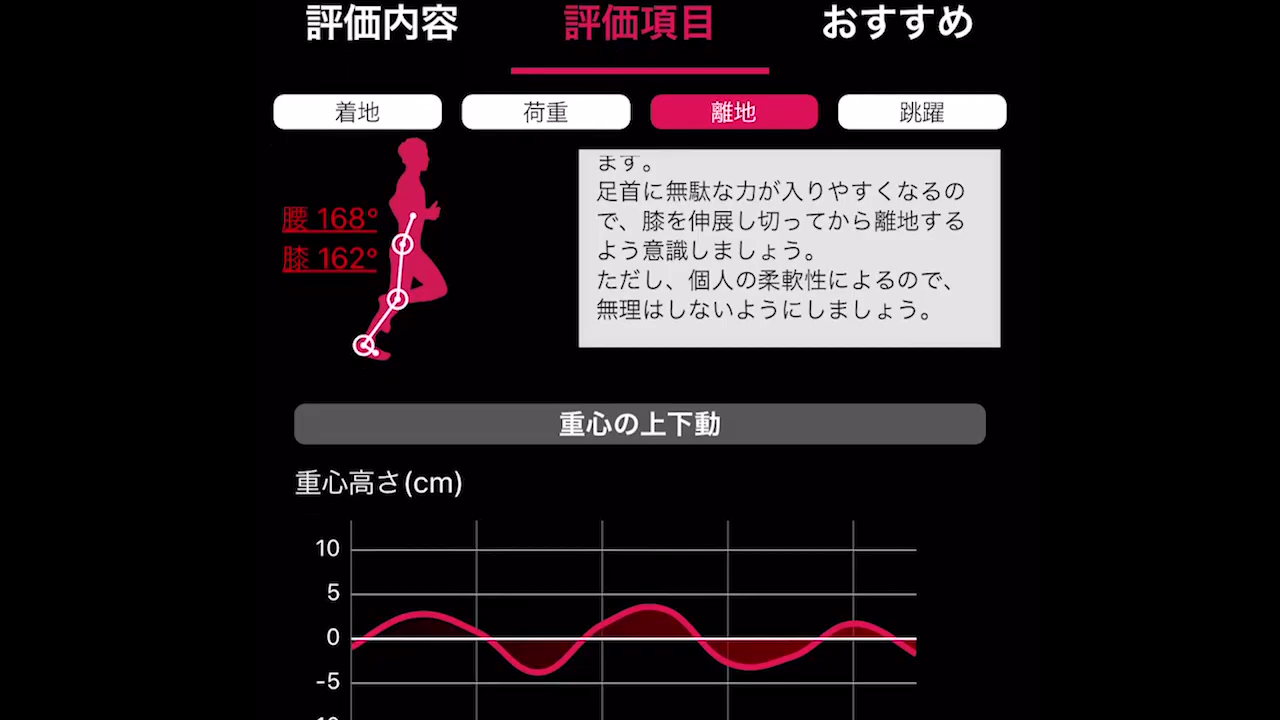 評価内容
評価項目
おすすめ
着地
荷重
離地
跳躍
腰 168°
膝 162°
ます。
足首に無駄な力が入りやすくなるの
で、膝を伸展し切ってから離地する
よう意識しましょう。
ただし、個人の柔軟性によるので、
無理はしないようにしましょう。
重心の上下動
重心高さ(cm)
10
5
0
-5